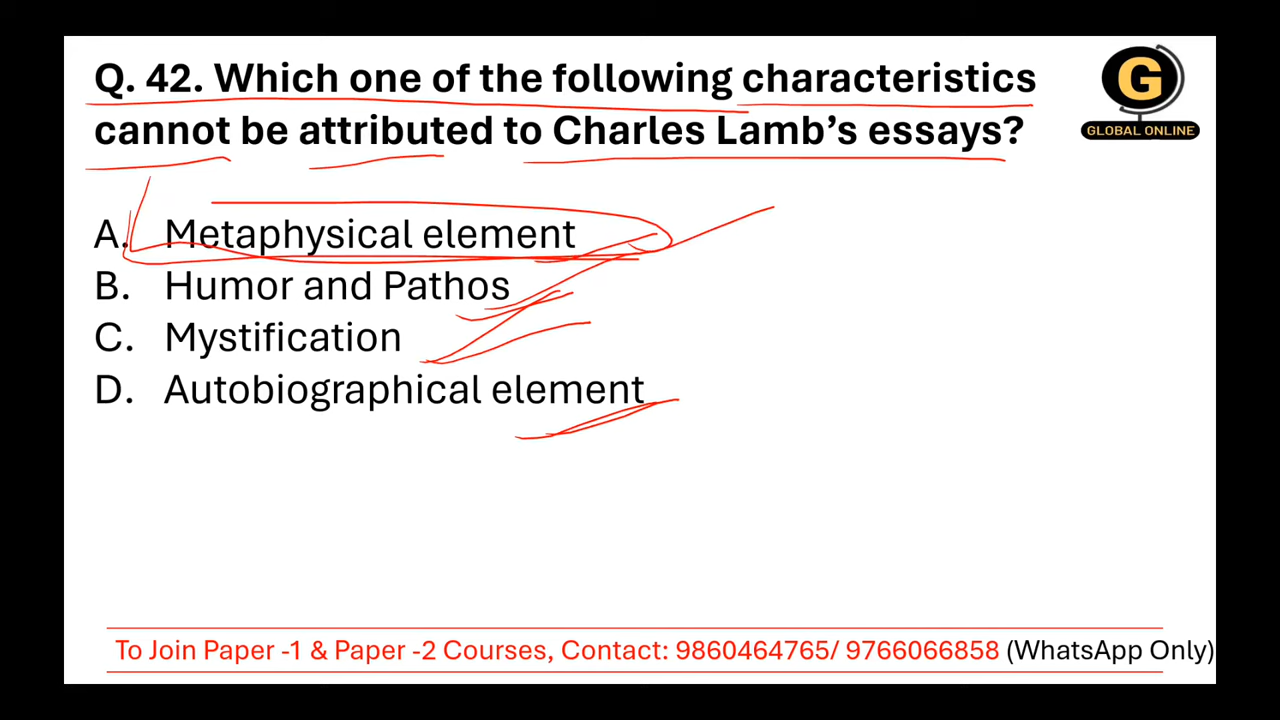 Q. 42. Which one of the following characteristics
cannot be attributed to Charles Lamb's essays?
G
GLOBAL ONLINE
A. Metaphysical element
B. Humor and Pathos
C. Mystification
D. Autobiographical element
To Join Paper -1 & Paper -2 Courses, Contact: 9860464765/ 9766066858 (WhatsApp Only)